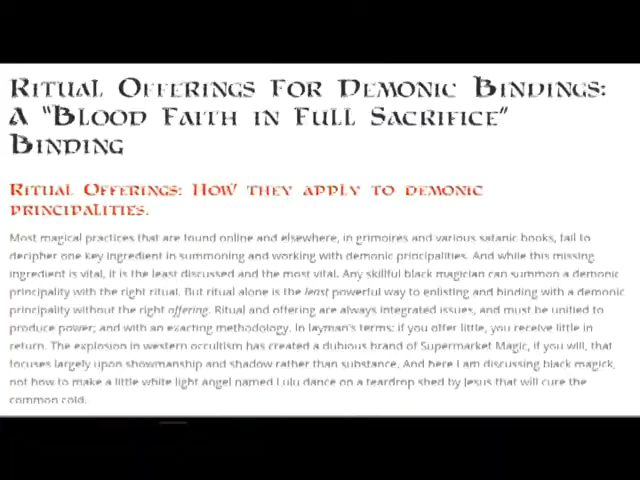 Ritual Offerings for Demonic Bindings:
A "Blood Faith in Full Sacrifice"
Binding
Ritual Offerings: How they apply to demonic
principalities.
Most magical practices that are found online and elsewhere, in grimoires and various satanic books, fail to
decipher one key ingredient in summoning and working with demonic principalities. And while this missing
ingredient is vital, it is the least discussed and the most vital. Any skillful black magician can summon a demonic
principality with the right ritual. But ritual alone is the least powerful way to enlisting and binding with a demonic
principality without the right offering. Ritual and offering are always integrated issues, and must be unified to
produce power; and with an exacting methodology. In layman's terms: if you offer little, you receive little in
return. The explosion in western occultism has created a dubious brand of Supermarket Magic, if you will, that
focuses largely upon showmanship and shadow rather than substance. And here I am discussing black magick,
not how to make a little white light angel named Lulu dance on a teardrop shed by Jesus that will cure the
common cold.